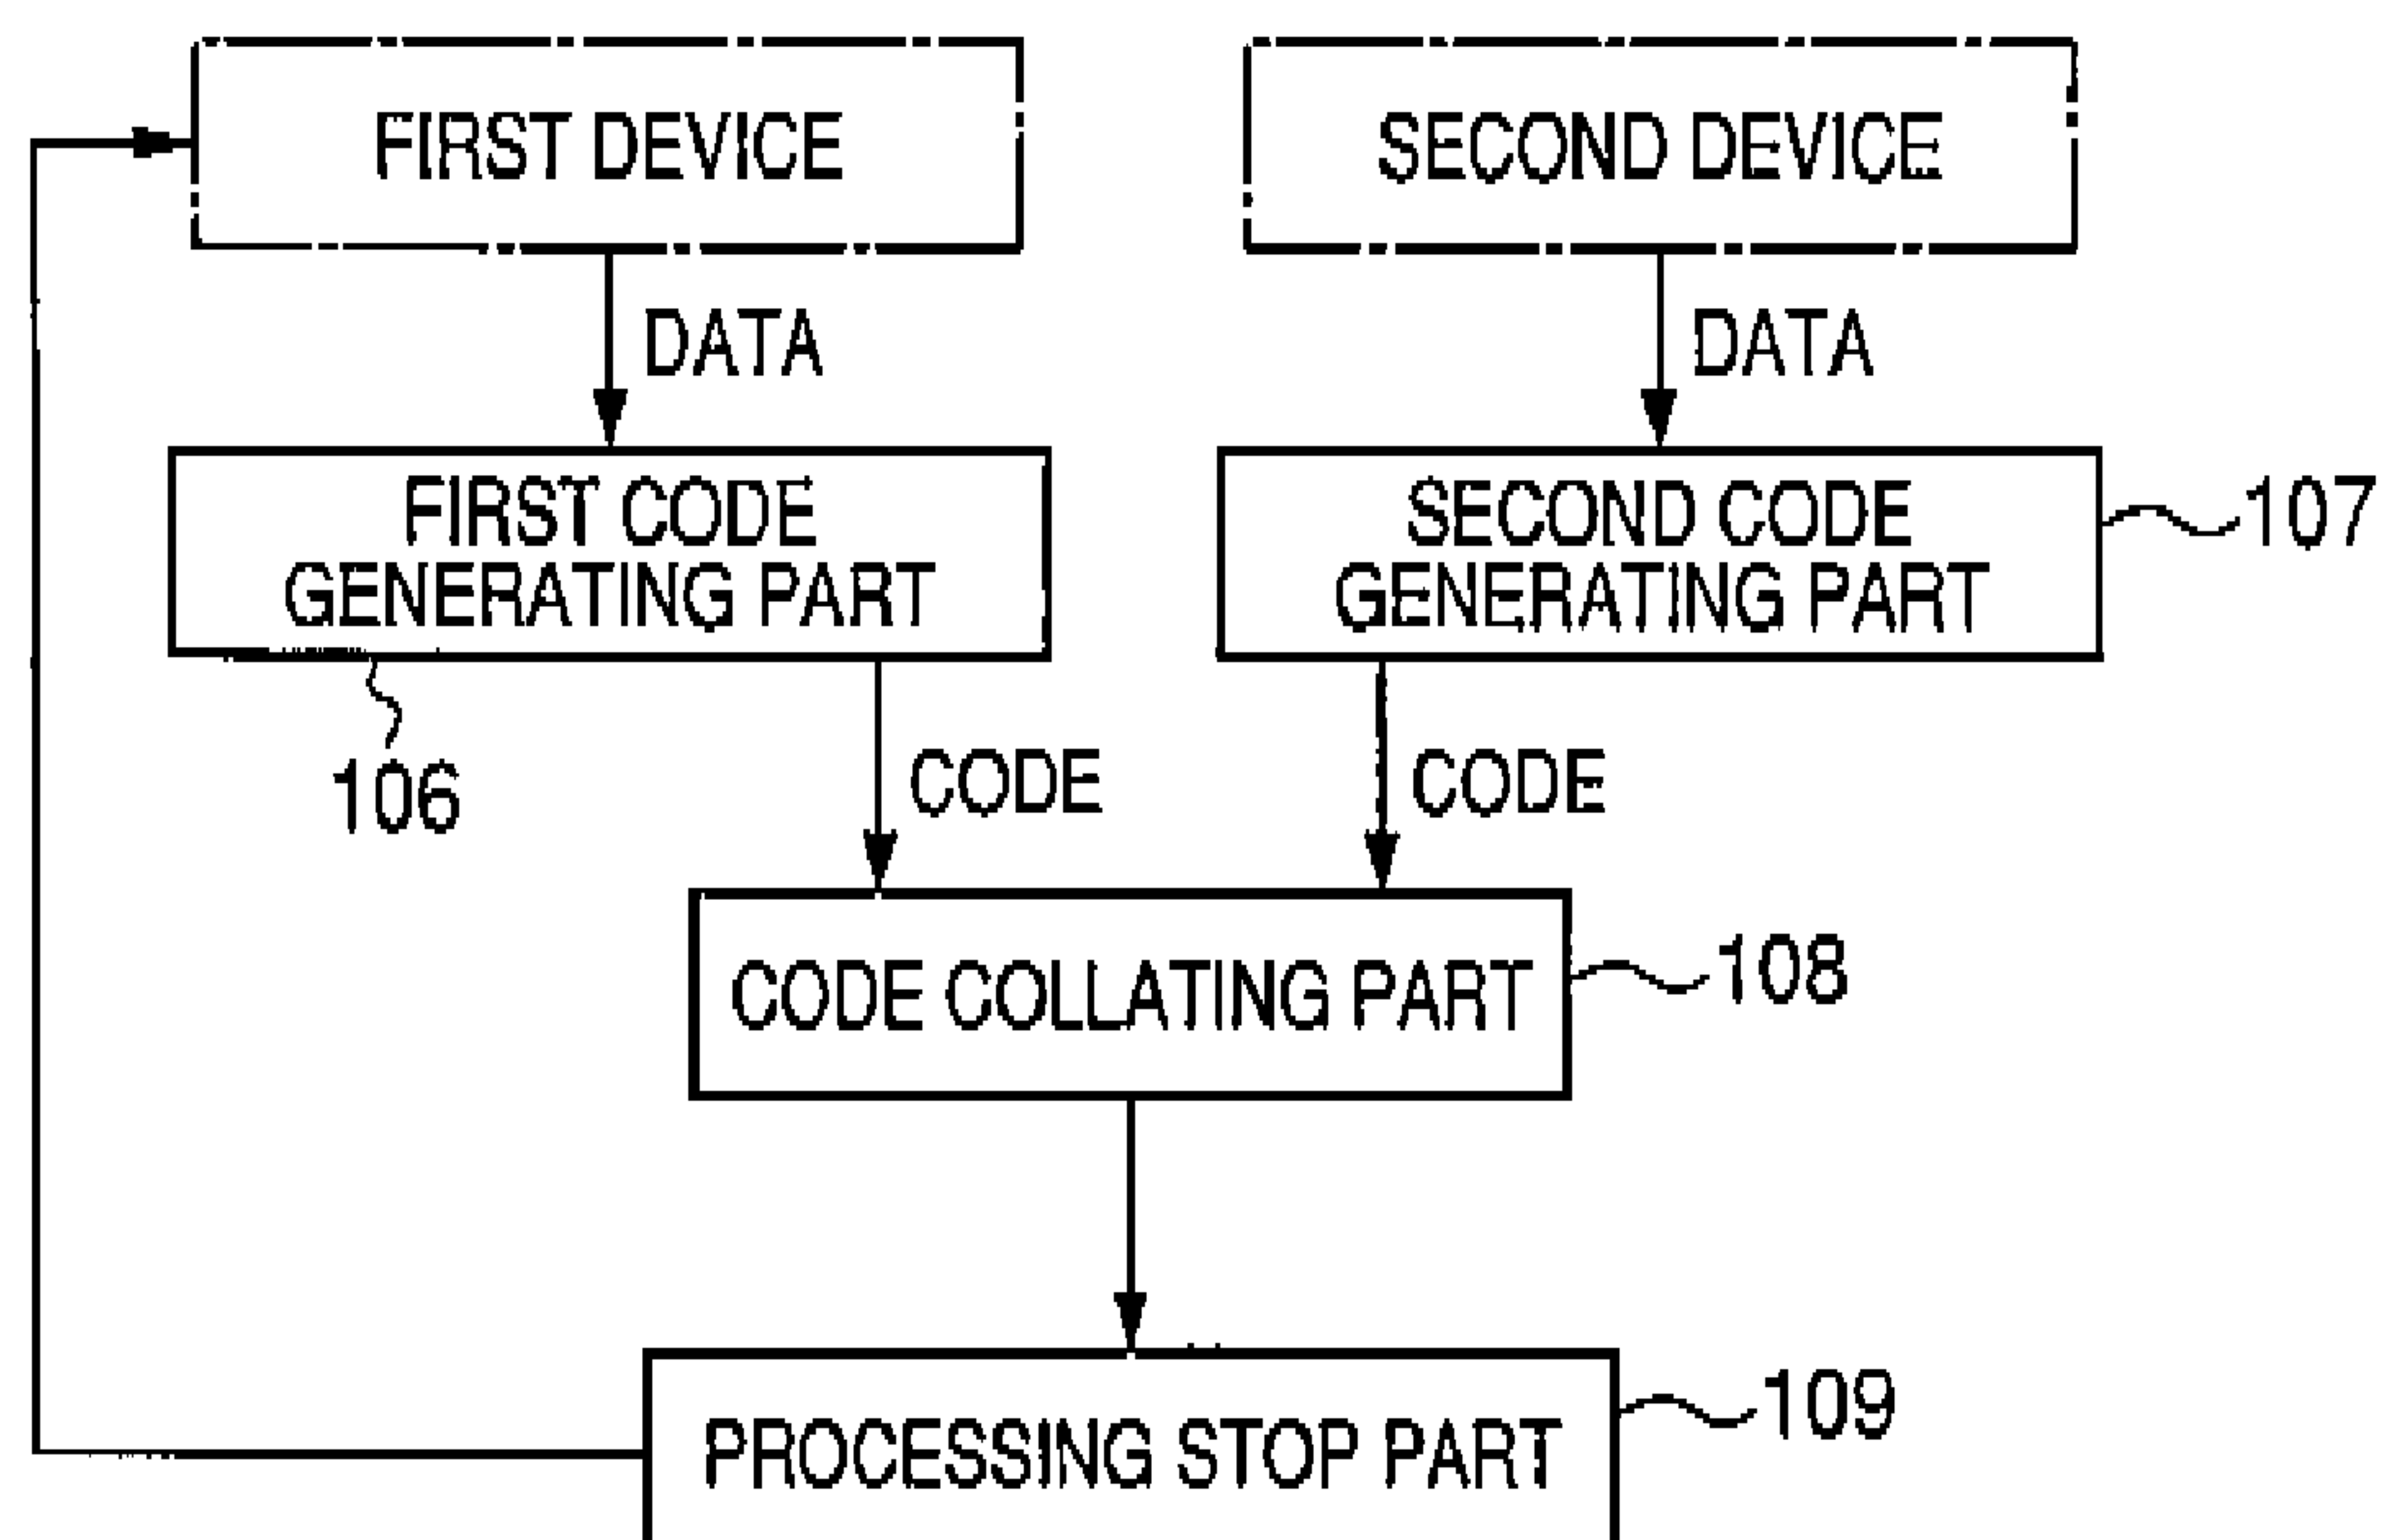 FIRST DEVICE
SECOND DEVICE
DATA
DATA
FIRST CODE
GENERATING PART
SECOND CODE
GENERATING PART
107
106
CODE
CODE
CODE COLLATING PART
108
PROCESSING STOP PART
109